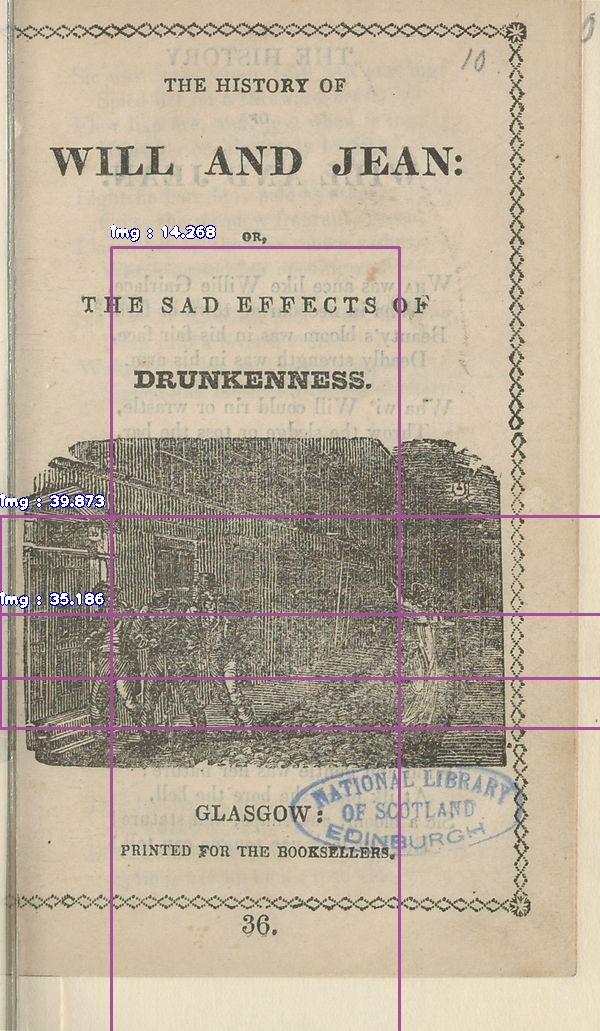 10
THE HISTORY OF
WILL AND JEAN:
OR,
img : 14.268
THE SAD EFFECTS OF
DRUNKENNESS.
img : 39.873
img : 35.186
NATIONAL LIBRARY
OF SCOTLAND
EDINBURGH
GLASGOW:
PRINTED FOR THE BOOKSELLERS.
36.